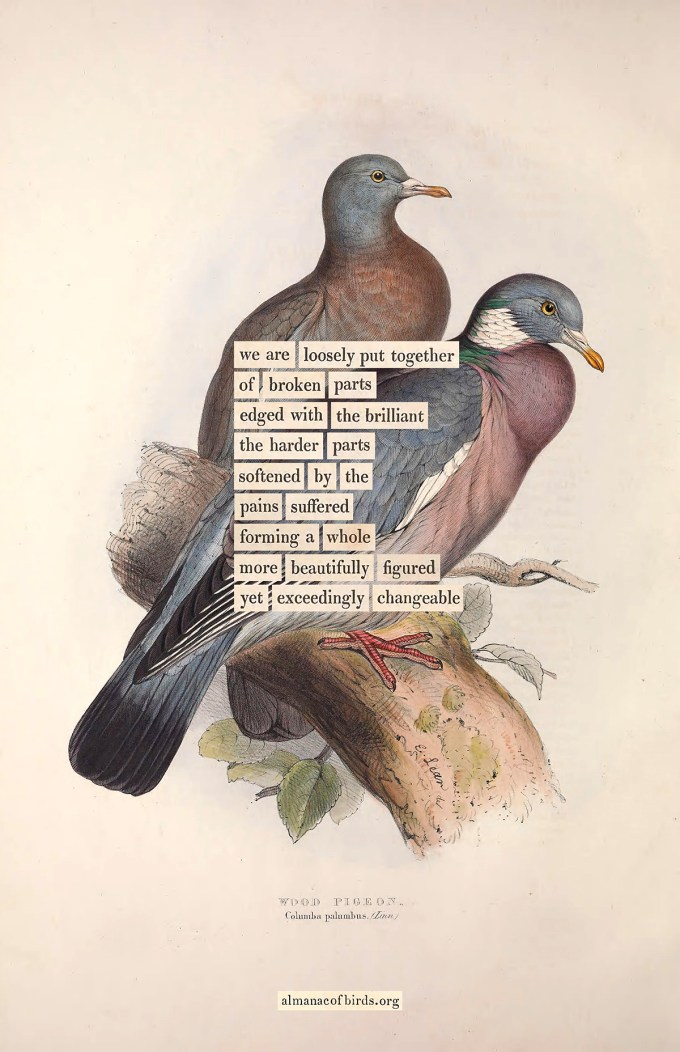 we are loosely put together
of broken parts
edged with the brilliant
the harder parts
softened by the
pains suffered
forming a whole
more beautifully figured
yet exceedingly changeable
E. Lear
WOOD PIGEON.
Columba palumbus. (Linn.)
almanacofbirds.org